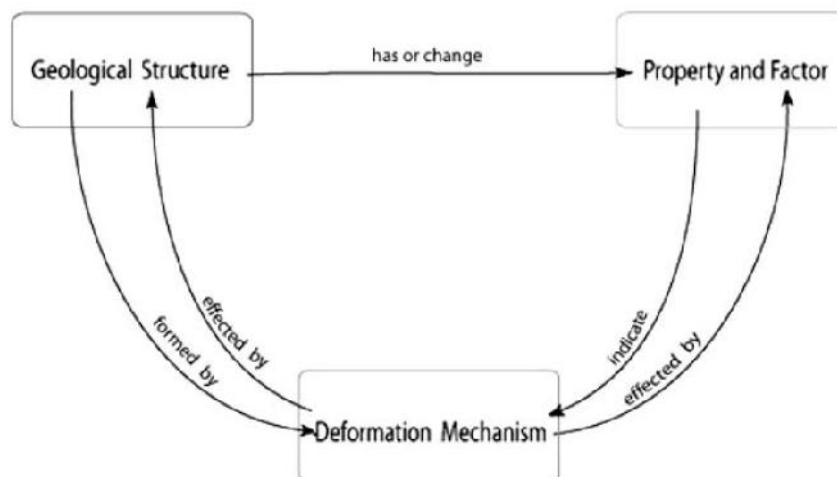 has or change
Geological Structure
Property and Factor
formed by
effected by
indicate
effected by
Deformation Mechanism